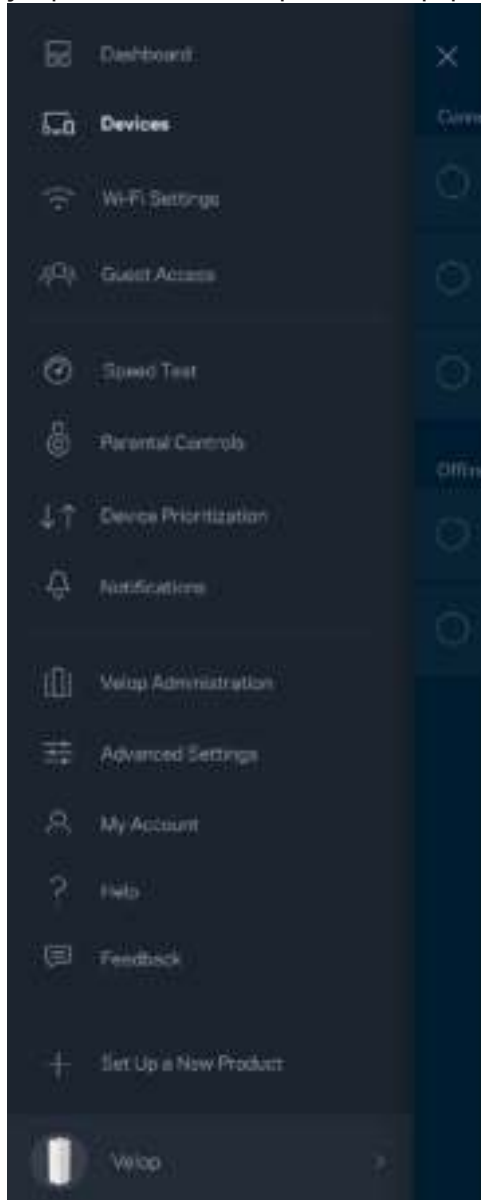 Dashboard
Devices
Wi-Fi Settings
Guest Access
Speed Test
Parental Controls
Device Prioritization
Notifications
Velop Administration
Advanced Settings
My Account
Help
Feedback
Set Up a New Product
Velop